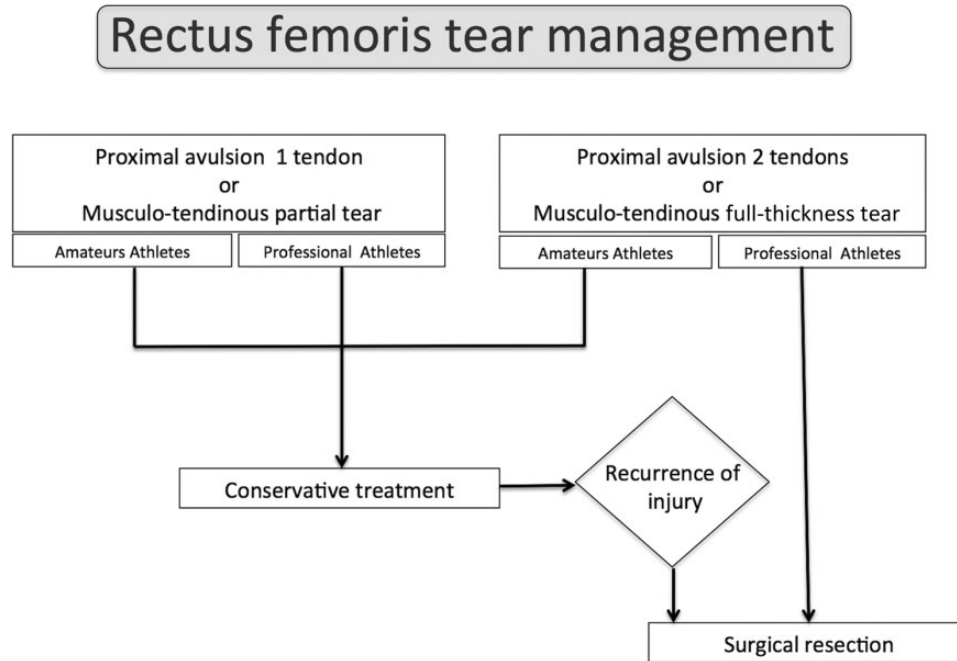 Rectus femoris tear management
Proximal avulsion 1 tendon
or
Musculo-tendinous partial tear
Amateurs Athletes
Professional Athletes
Proximal avulsion 2 tendons
or
Musculo-tendinous full-thickness tear
Amateurs Athletes
Professional Athletes
Conservative treatment
Recurrence of
injury
Surgical resection